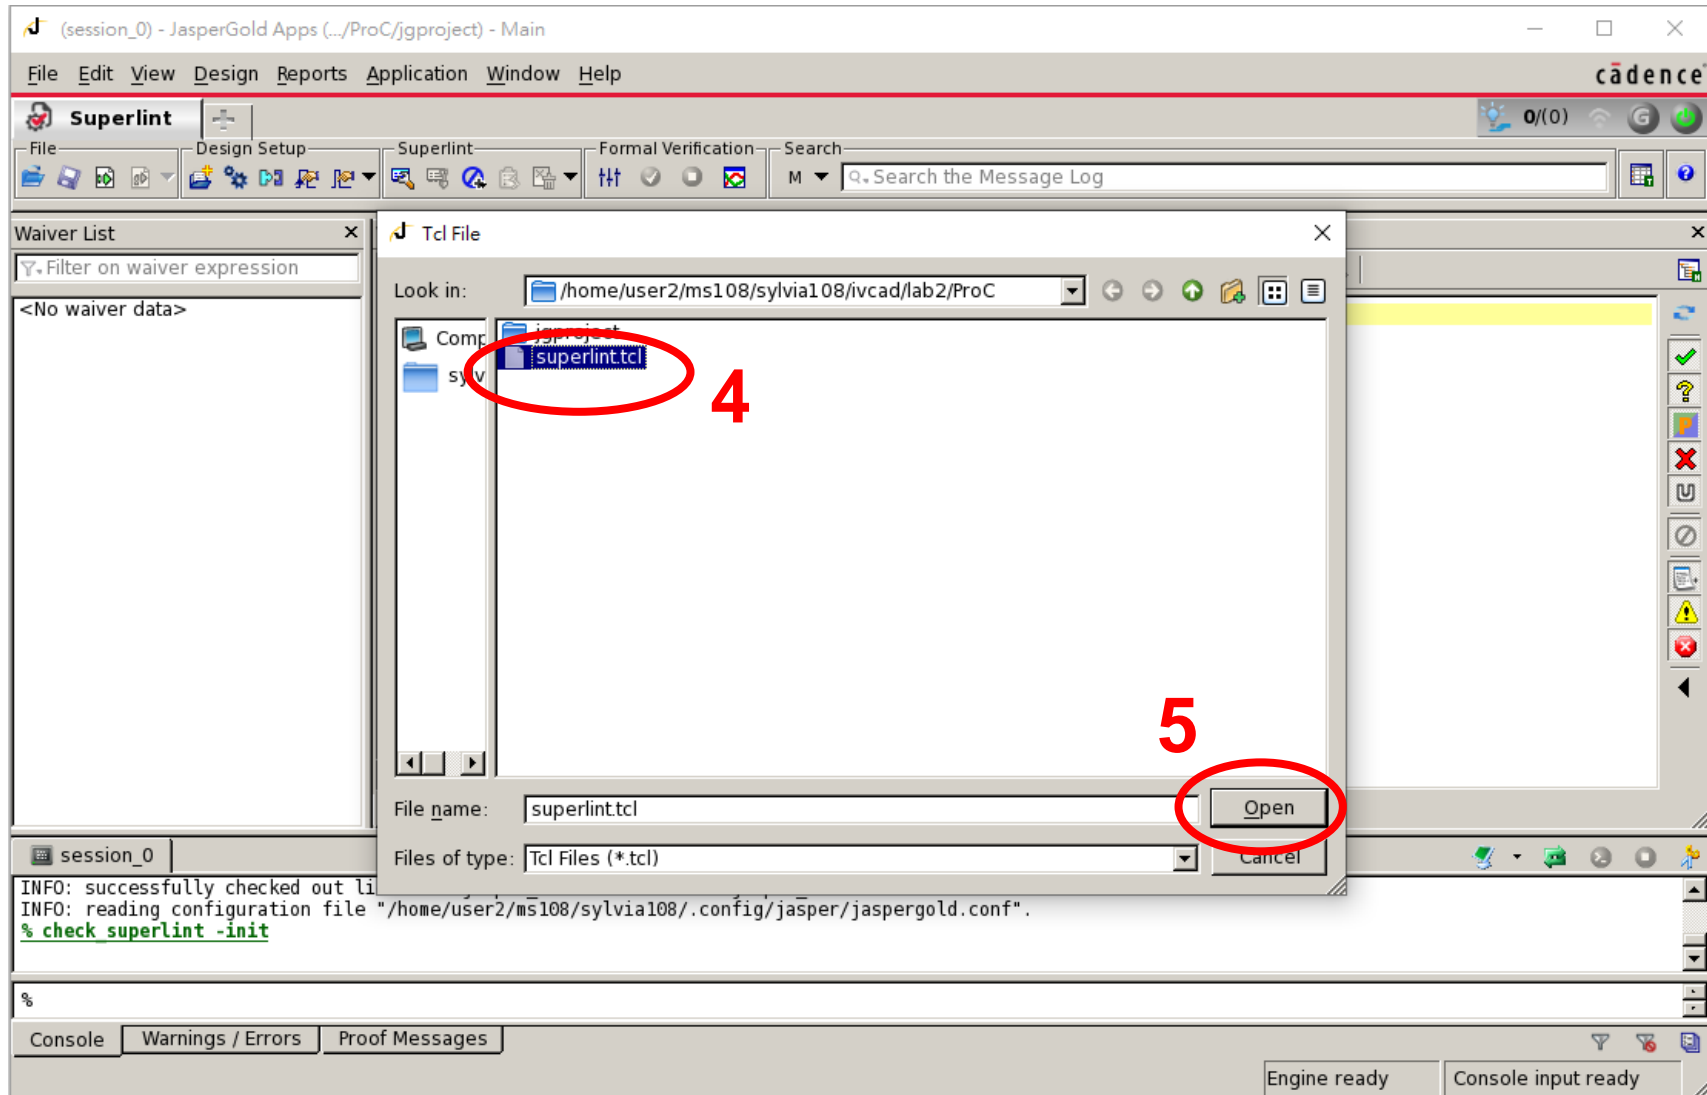 (session_0) - JasperGold Apps (.../ProC/jgproject) - Main
File Edit View Design Reports Application Window Help
cādence
Superlint
0/(0)
File
Design Setup
Superlint
Formal Verification
Search
M
Search the Message Log
Waiver List
Filter on waiver expression
<No waiver data>
Tcl File
Look in:
/home/user2/ms108/sylvia108/ivcad/lab2/ProC
Comp
sylv
jgproject
superlint.tcl
4
5
File name:
superlint.tcl
Open
Files of type:
Tcl Files (*.tcl)
Cancel
session_0
INFO: successfully checked out li
INFO: reading configuration file "/home/user2/ms108/sylvia108/.config/jasper/jaspergold.conf".
% check_superlint -init
%
Console
Warnings / Errors
Proof Messages
Engine ready
Console input ready